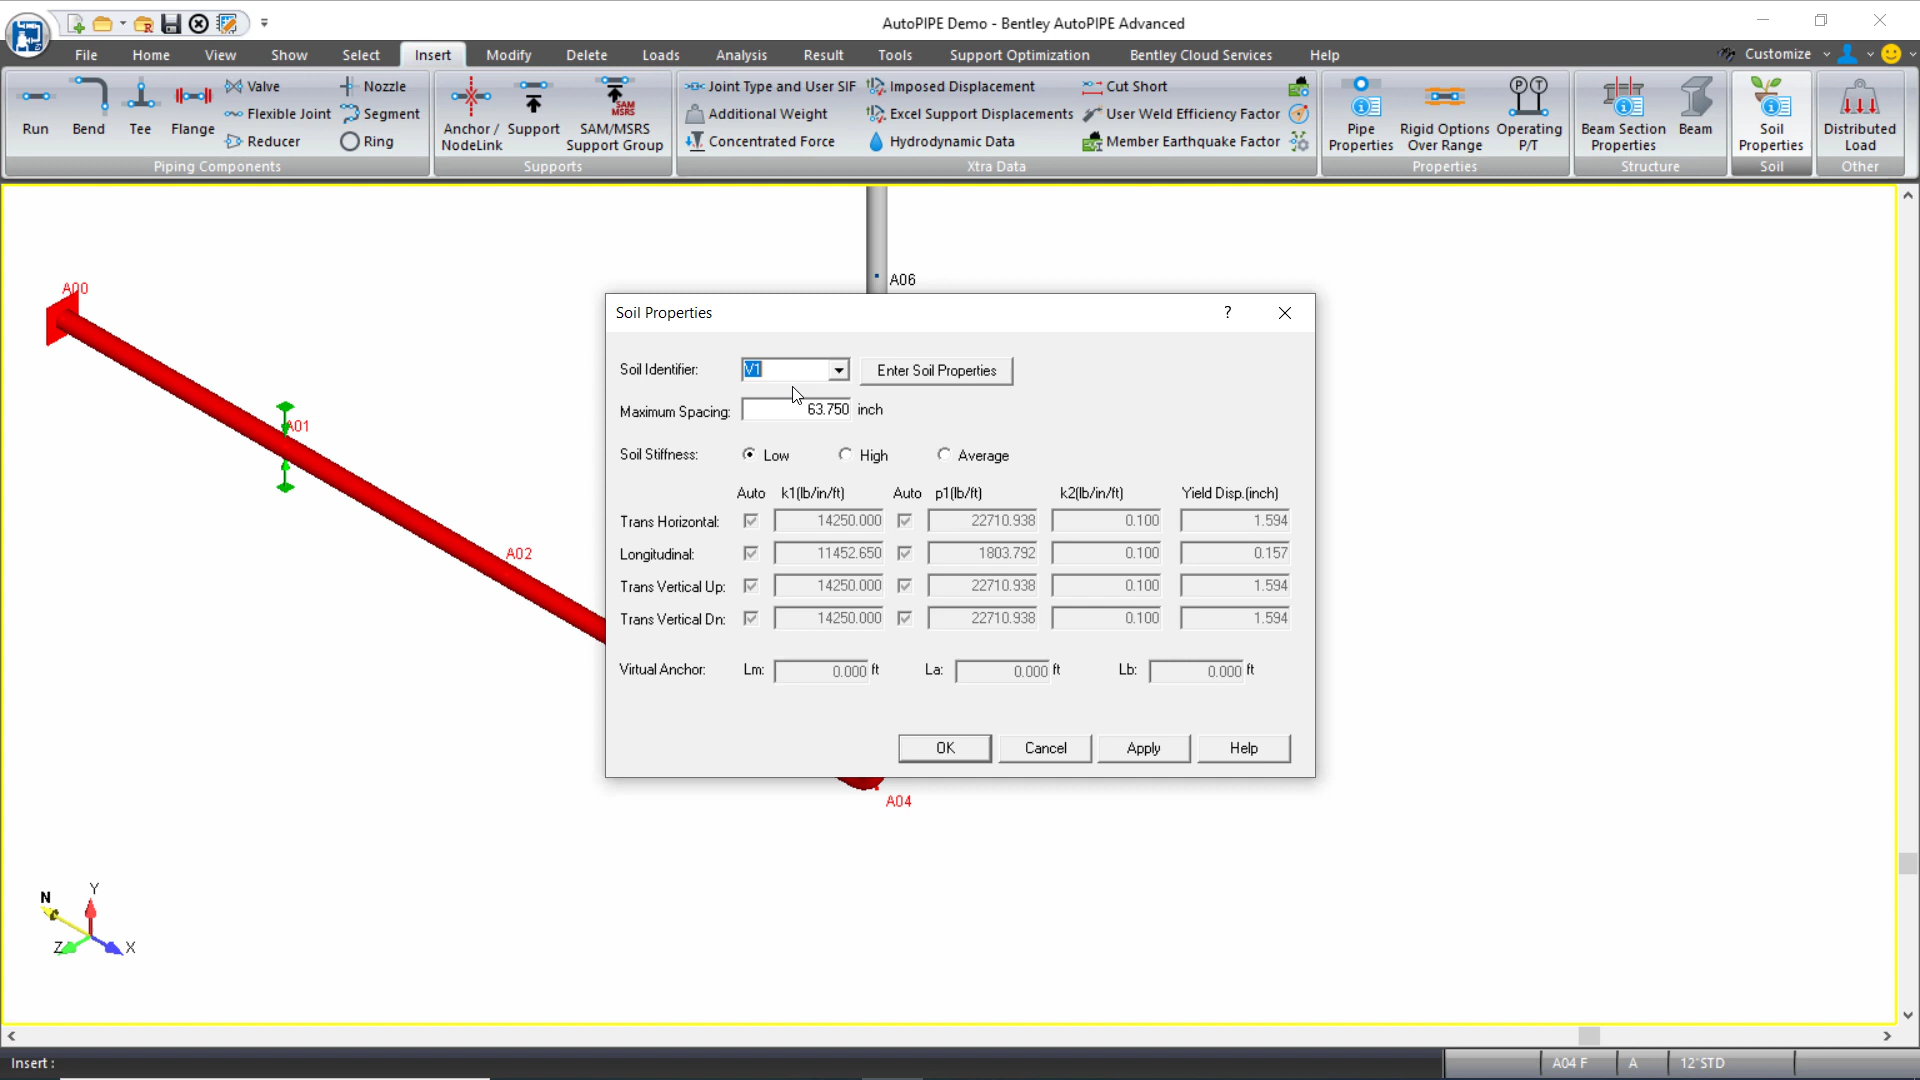 AutoPIPE Demo - Bentley AutoPIPE Advanced
File Home View Show Select Insert Modify Delete Loads Analysis Result Tools Support Optimization Bentley Cloud Services Help Customize
Run Bend Tee Flange
Valve Nozzle
Flexible Joint Segment
Reducer Ring
Piping Components
Anchor / NodeLink
Support
SAM MSRS
SAM/MSRS Support Group
Supports
Joint Type and User SIF Imposed Displacement Cut Short
Additional Weight Excel Support Displacements User Weld Efficiency Factor
Concentrated Force Hydrodynamic Data Member Earthquake Factor
Xtra Data
Pipe Properties
Rigid Options Over Range
P T
Operating P/T
Properties
Beam Section Properties
Beam
Structure
Soil Properties
Soil
Distributed Load
Other
A00
A01
A02
A06
A04
Soil Properties ?
Soil Identifier: V1 Enter Soil Properties
Maximum Spacing: 63.750 inch
Soil Stiffness: Low High Average
Auto k1(lb/in/ft) Auto p1(lb/ft) k2(lb/in/ft) Yield Disp.(inch)
Trans Horizontal: 14250.000 22710.938 0.100 1.594
Longitudinal: 11452.650 1803.792 0.100 0.157
Trans Vertical Up: 14250.000 22710.938 0.100 1.594
Trans Vertical Dn: 14250.000 22710.938 0.100 1.594
Virtual Anchor: Lm: 0.000 ft La: 0.000 ft Lb: 0.000 ft
OK Cancel Apply Help
N Y
Z X
Insert : A04 F A 12"STD